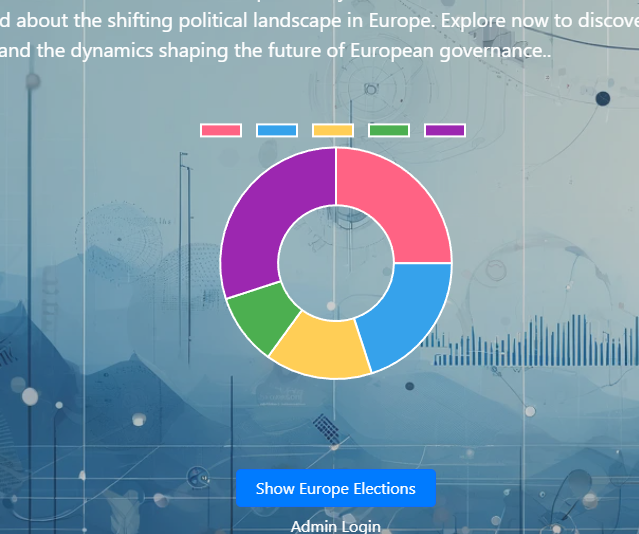 d about the shifting political landscape in Europe. Explore now to discove
and the dynamics shaping the future of European governance..
Show Europe Elections
Admin Login